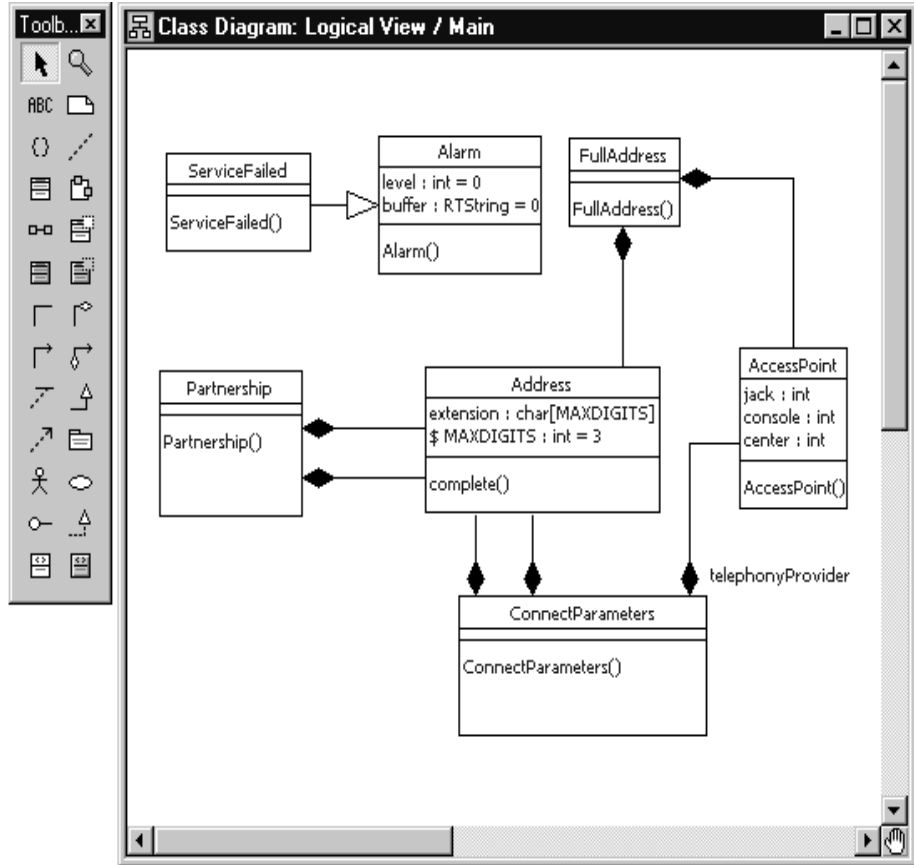 Toolb...
Class Diagram: Logical View / Main
ABC
ServiceFailed
ServiceFailed()
Alarm
level : int = 0
buffer : RTString = 0
Alarm()
FullAddress
FullAddress()
Partnership
Partnership()
Address
extension : char[MAXDIGITS]
$ MAXDIGITS : int = 3
complete()
AccessPoint
jack : int
console : int
center : int
AccessPoint()
telephonyProvider
ConnectParameters
ConnectParameters()